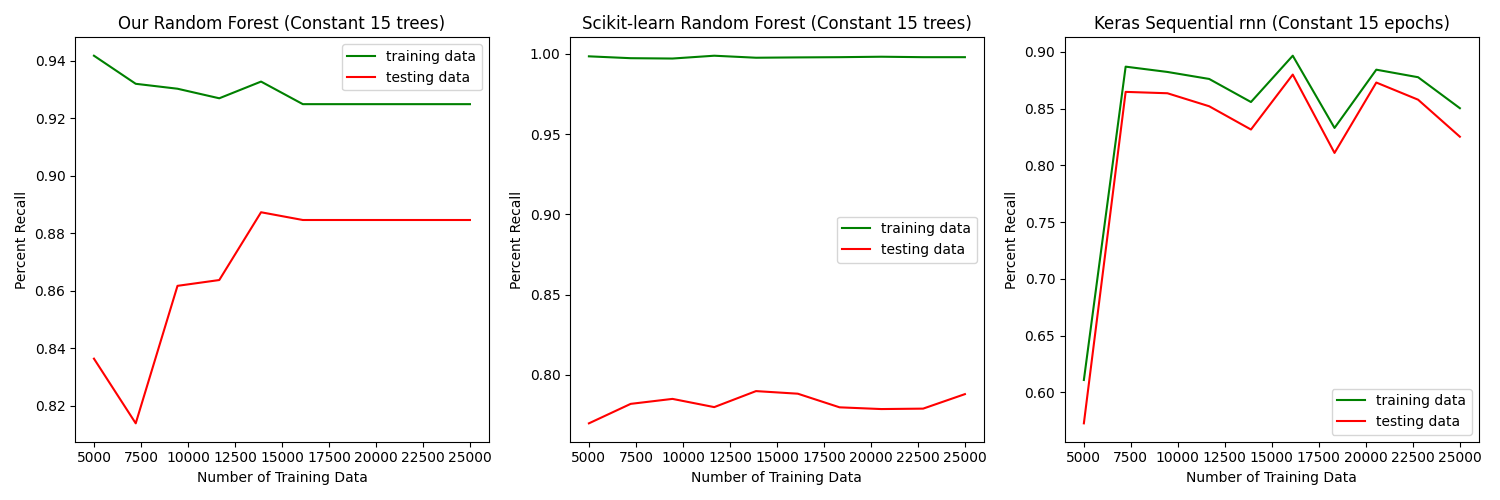 Our Random Forest (Constant 15 trees)
Percent Recall
0.94
0.92
0.90
0.88
0.86
0.84
0.82
training data
testing data
5000 7500 10000 12500 15000 17500 20000 22500 25000
Number of Training Data
Scikit-learn Random Forest (Constant 15 trees)
Percent Recall
1.00
0.95
0.90
0.85
0.80
training data
testing data
5000 7500 10000 12500 15000 17500 20000 22500 25000
Number of Training Data
Keras Sequential rnn (Constant 15 epochs)
Percent Recall
0.90
0.85
0.80
0.75
0.70
0.65
0.60
training data
testing data
5000 7500 10000 12500 15000 17500 20000 22500 25000
Number of Training Data